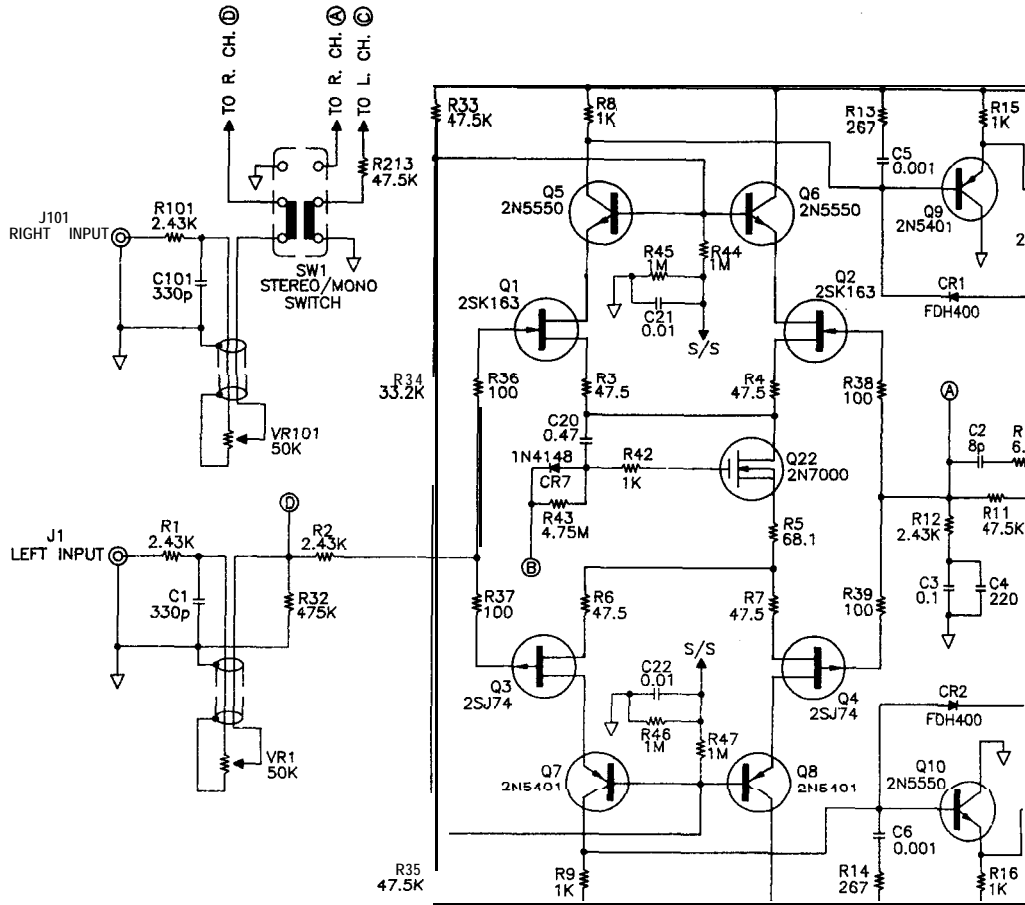 TO R. CH. Ⓓ
TO R. CH. Ⓐ
TO L. CH. Ⓒ
R213
47.5K
J101
RIGHT INPUT
R101
2.43K
C101
330p
SW1
STEREO/MONO
SWITCH
VR101
50K
J1
LEFT INPUT
R1
2.43K
C1
330p
D
R2
2.43K
R32
475K
VR1
50K
R33
47.5K
R34
33.2K
R35
47.5K
R8
1K
Q5
2N5550
Q6
2N5550
R45
1M
R44
1M
C21
0.01
S/S
Q1
2SK163
Q2
2SK163
R36
100
R3
47.5
R4
47.5
R38
100
C20
0.47
1N4148
CR7
R42
1K
Q22
2N7000
R43
4.75M
B
R5
68.1
R37
100
R6
47.5
R7
47.5
R39
100
Q3
2SJ74
Q4
2SJ74
S/S
C22
0.01
R46
1M
R47
1M
Q7
2N5401
Q8
2N5401
R9
1K
R13
267
C5
0.001
R15
1K
Q9
2N5401
2
CR1
FDH400
A
C2
8p
R
6.
R11
47.5K
R12
2.43K
C3
0.1
C4
220
CR2
FDH400
Q10
2N5550
C6
0.001
R14
267
R16
1K